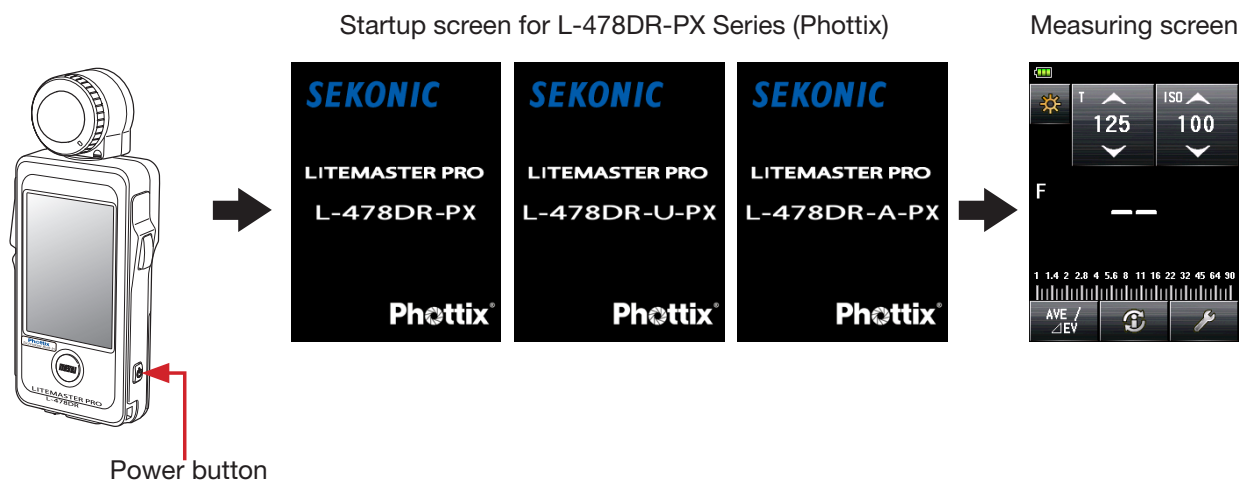 Startup screen for L-478DR-PX Series (Phottix)
Measuring screen
SEKONIC
LITEMASTER PRO
L-478DR-PX
Phottix®
SEKONIC
LITEMASTER PRO
L-478DR-U-PX
Phottix®
SEKONIC
LITEMASTER PRO
L-478DR-A-PX
Phottix®
T
125
ISO
100
F
1 1.4 2 2.8 4 5.6 8 11 16 22 32 45 64 90
AVE /
⊿EV
Phottix
MENU
LITEMASTER PRO
L-478DR
Power button